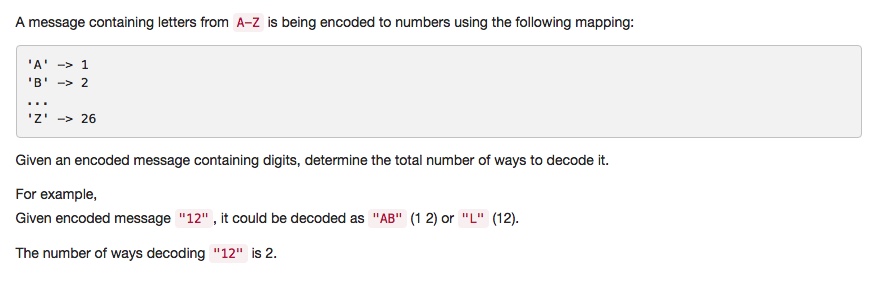 A message containing letters from A-Z is being encoded to numbers using the following mapping:
'A' -> 1
'B' -> 2
...
'Z' -> 26
Given an encoded message containing digits, determine the total number of ways to decode it.
For example,
Given encoded message "12" , it could be decoded as "AB" (1 2) or "L" (12).
The number of ways decoding "12" is 2.